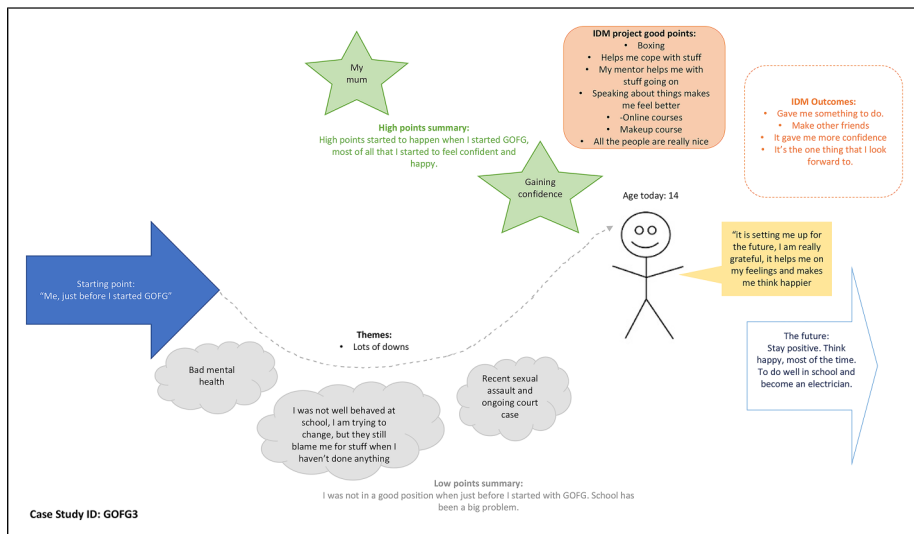 My
mum
IDM project good points:
• Boxing
• Helps me cope with stuff
• My mentor helps me with
stuff going on
• Speaking about things makes
me feel better
• -Online courses
• Makeup course
• All the people are really nice
IDM Outcomes:
• Gave me something to do.
• Make other friends
• It gave me more confidence
• It's the one thing that I look
forward to.
High points summary:
High points started to happen when I started GOFG,
most of all that I started to feel confident and
happy.
Gaining
confidence
Age today: 14
"it is setting me up for
the future, I am really
grateful, it helps me on
my feelings and makes
me think happier
Starting point:
"Me, just before I started GOFG"
Themes:
• Lots of downs
The future:
Stay positive. Think
happy, most of the time.
To do well in school and
become an electrician.
Bad mental
health
I was not well behaved at
school, I am trying to
change, but they still
blame me for stuff when I
haven't done anything
Recent sexual
assault and
ongoing court
case
Low points summary:
I was not in a good position when just before I started with GOFG. School has
been a big problem.
Case Study ID: GOFG3